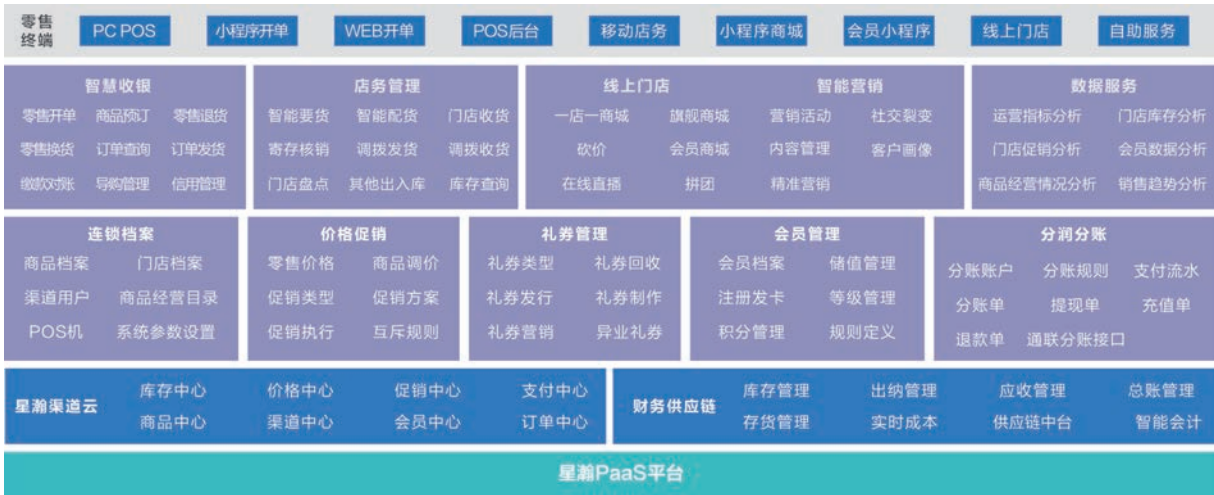 零售终端
PC POS 小程序开单 WEB开单 POS后台 移动店务 小程序商城 会员小程序 线上门店 自助服务
智慧收银
零售开单 商品预订 零售退货
零售换货 订单查询 订单发货
缴款对账 导购管理 信用管理
店务管理
智能要货 智能配货 门店收货
寄存核销 调拨发货 调拨收货
门店盘点 其他出入库 库存查询
线上门店 智能营销
一店一商城 旗舰商城 营销活动 社交裂变
砍价 会员商城 内容管理 客户画像
在线直播 拼团 精准营销
数据服务
运营指标分析 门店库存分析
门店促销分析 会员数据分析
商品经营情况分析 销售趋势分析
连锁档案
商品档案 门店档案
渠道用户 商品经营目录
POS机 系统参数设置
价格促销
零售价格 商品调价
促销类型 促销方案
促销执行 互斥规则
礼券管理
礼券类型 礼券回收
礼券发行 礼券制作
礼券营销 异业礼券
会员管理
会员档案 储值管理
注册发卡 等级管理
积分管理 规则定义
分润分账
分账账户 分账规则 支付流水
分账单 提现单 充值单
退款单 通联分账接口
星瀚渠道云
库存中心 价格中心 促销中心 支付中心
商品中心 渠道中心 会员中心 订单中心
财务供应链
库存管理 出纳管理 应收管理 总账管理
存货管理 实时成本 供应链中台 智能会计
星瀚PaaS平台